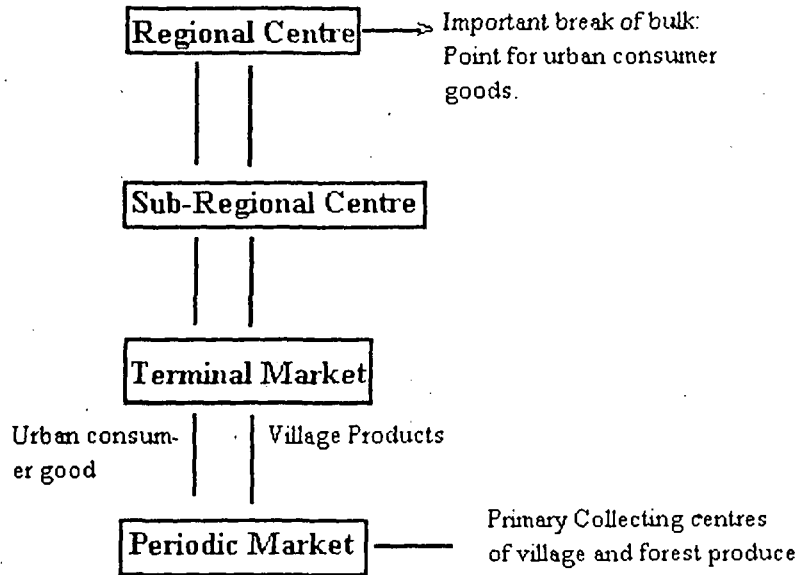 Regional Centre
Important break of bulk:
Point for urban consumer
goods.
Sub-Regional Centre
Terminal Market
Urban consum-
er good
Village Products
Periodic Market
Primary Collecting centres
of village and forest produce